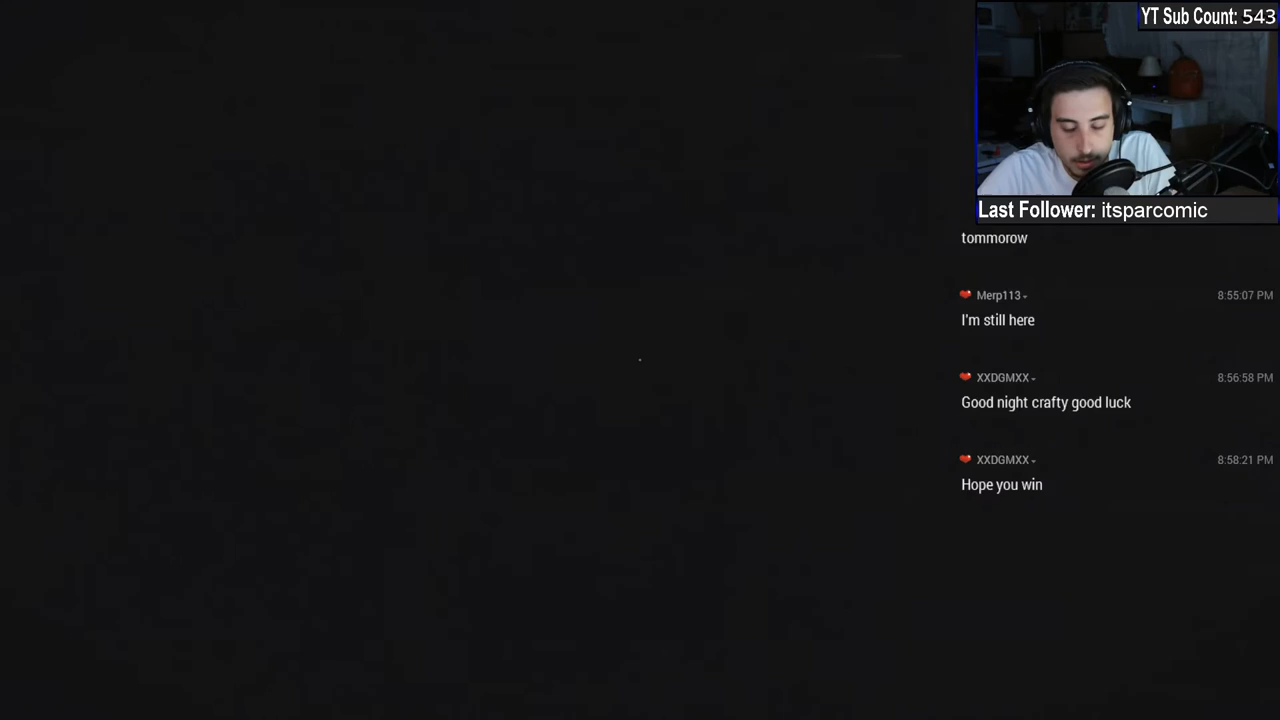 YT Sub Count: 543
Last Follower: itsparcomic
tommorow
Merp113
8:55:07 PM
I'm still here
XXDGMXX
8:56:58 PM
Good night crafty good luck
XXDGMXX
8:58:21 PM
Hope you win